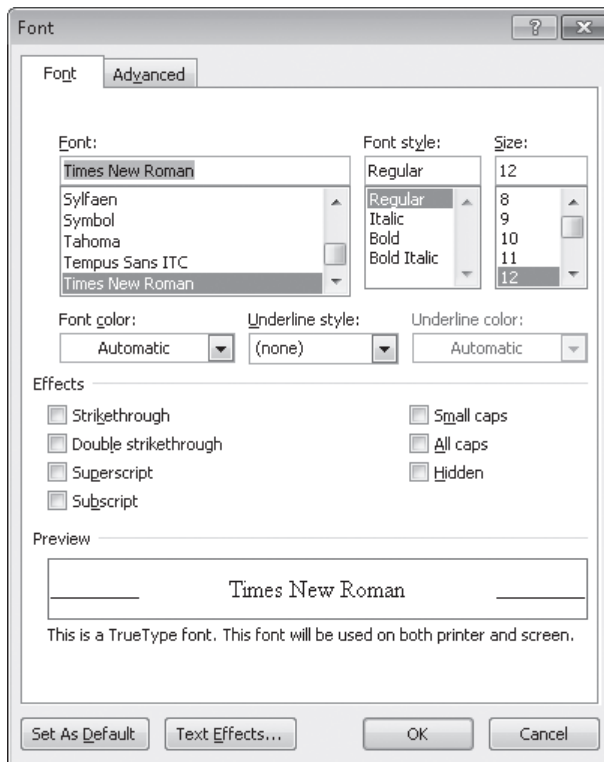 Font
Font Advanced
Font: Font style: Size:
Times New Roman Regular 12
Sylfaen Regular 8
Symbol Italic 9
Tahoma Bold 10
Tempus Sans ITC Bold Italic 11
Times New Roman 12
Font color: Underline style: Underline color:
Automatic (none) Automatic
Effects
Strikethrough Small caps
Double strikethrough All caps
Superscript Hidden
Subscript
Preview
Times New Roman
This is a TrueType font. This font will be used on both printer and screen.
Set As Default Text Effects... OK Cancel